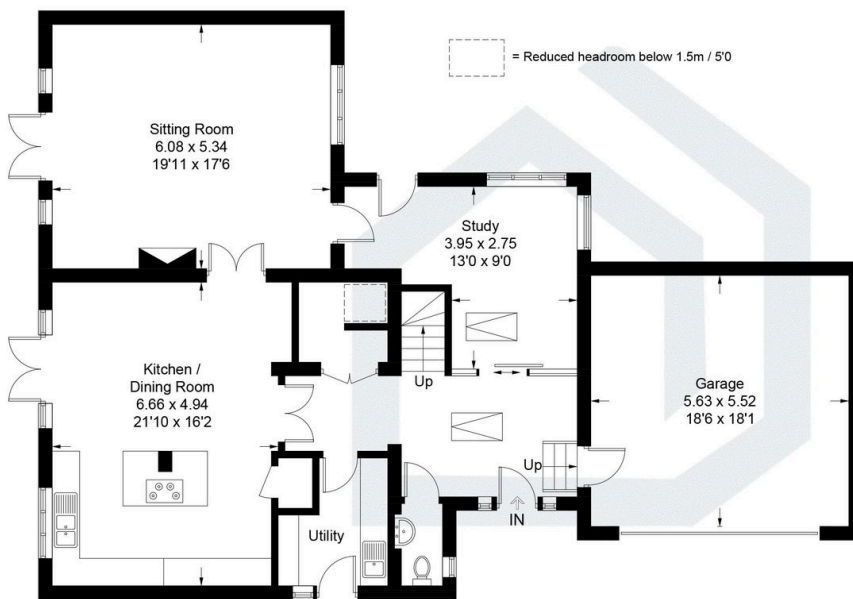 = Reduced headroom below 1.5m / 5'0
Sitting Room
6.08 x 5.34
19'11 x 17'6
Study
3.95 x 2.75
13'0 x 9'0
Kitchen /
Dining Room
6.66 x 4.94
21'10 x 16'2
Up
Garage
5.63 x 5.52
18'6 x 18'1
Up
IN
Utility